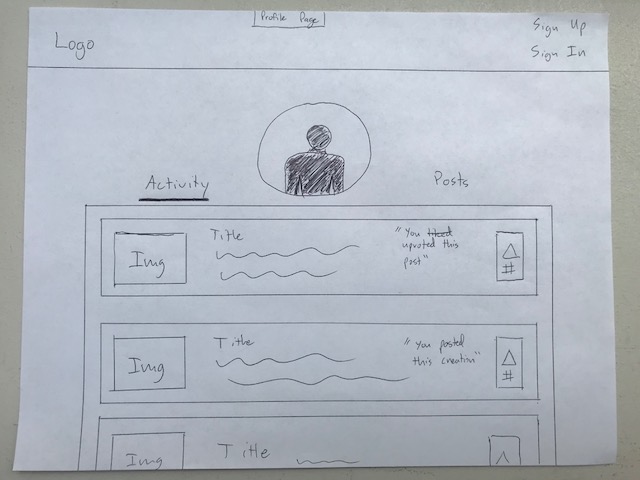 Profile Page
Logo
Sign Up
Sign In
Activity
Posts
Img
Title
"You
upvoted this
post"
#
Img
Title
"You posted
this creation"
#
Img
Title